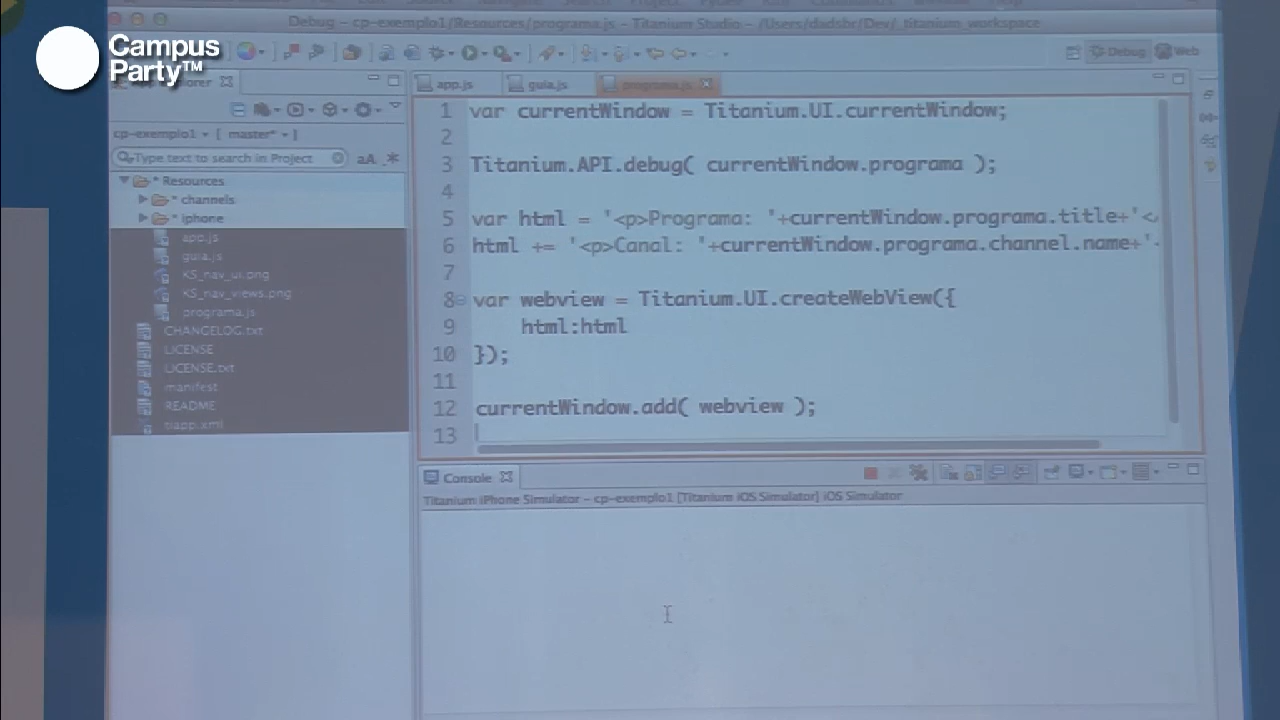 Debug – cp-exemplo1/Resources/programa.js – Titanium Studio – /Users/dadsbr/Dev/_titanium_workspace
Campus
Party™
Debug
Web
app.js
guia.js
programa.js
cp-exemplo1
[ master* ]
Type text to search in Project
* Resources
* channels
* iphone
app.js
guia.js
KS_nav_ui.png
KS_nav_views.png
programa.js
CHANGELOG.txt
LICENSE
LICENSE.txt
manifest
README
tiapp.xml
1 var currentWindow = Titanium.UI.currentWindow;
2
3 Titanium.API.debug( currentWindow.programa );
4
5 var html = '<p>Programa: '+currentWindow.programa.title+'<
6 html += '<p>Canal: '+currentWindow.programa.channel.name+'
7
8 var webview = Titanium.UI.createWebView({
9 html:html
10 });
11
12 currentWindow.add( webview );
13
Console
Titanium iPhone Simulator – cp-exemplo1 [Titanium iOS Simulator] iOS Simulator